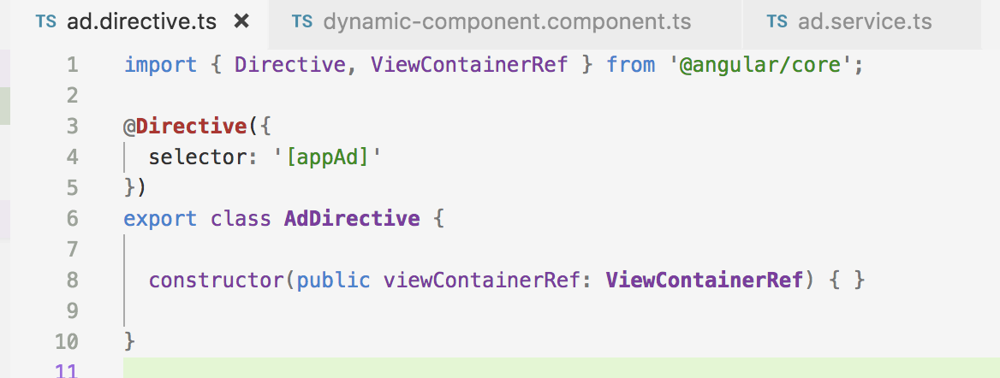 TS ad.directive.ts × TS dynamic-component.component.ts TS ad.service.ts
1 import { Directive, ViewContainerRef } from '@angular/core';
2
3 @Directive({
4   selector: '[appAd]'
5 })
6 export class AdDirective {
7
8   constructor(public viewContainerRef: ViewContainerRef) { }
9
10 }
11